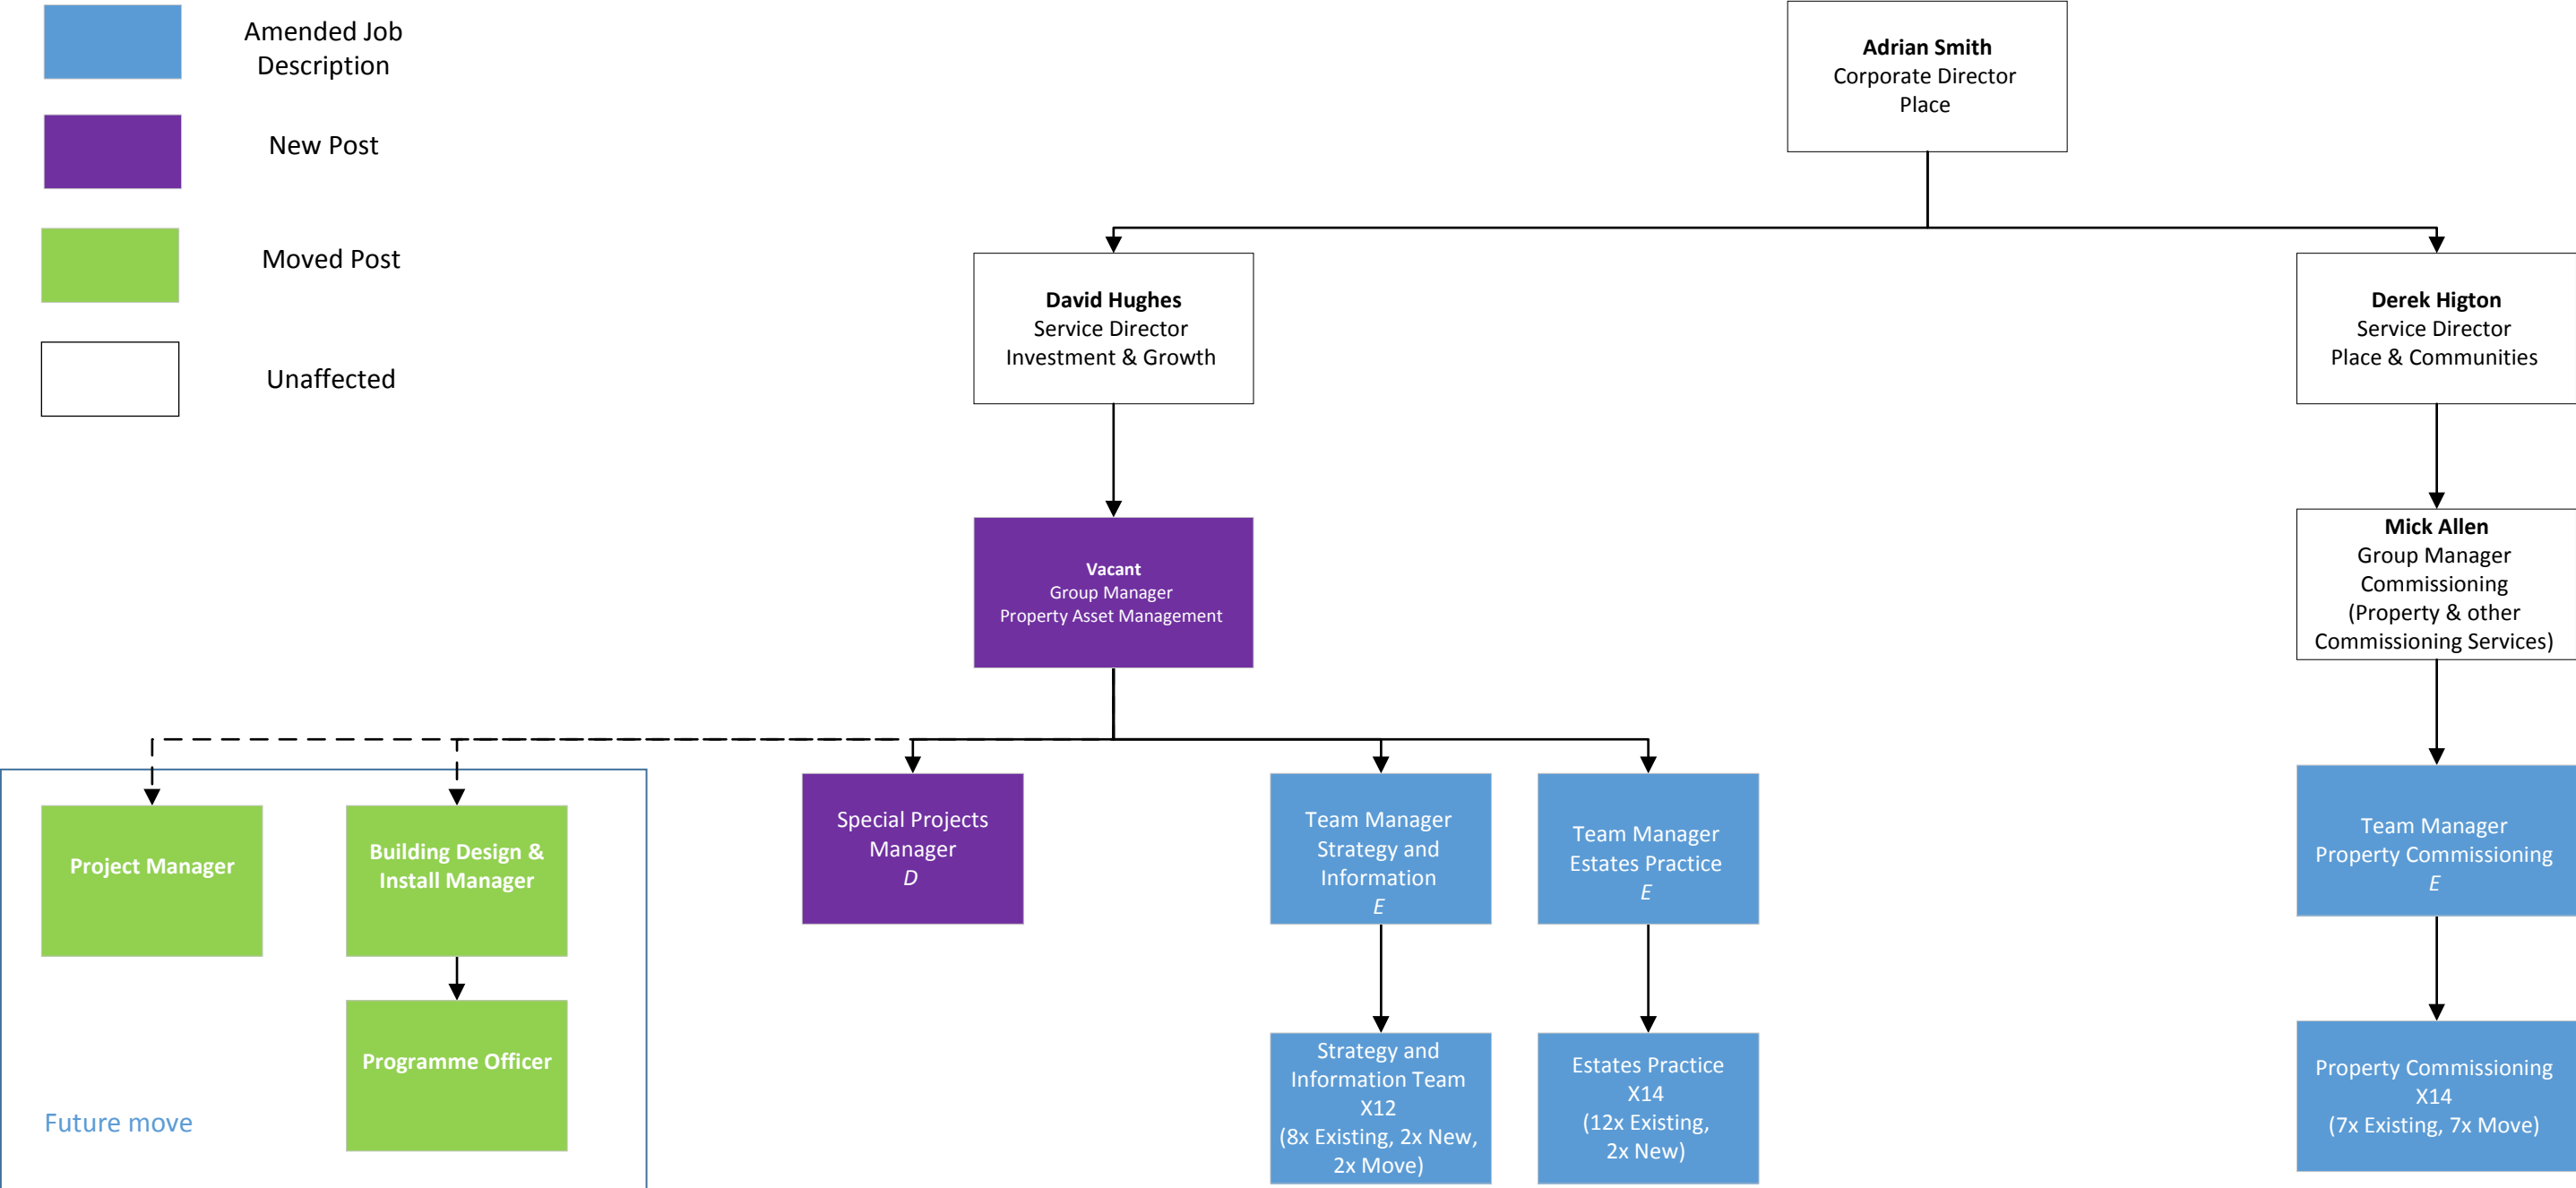 Amended Job
Description
New Post
Moved Post
Unaffected
Adrian Smith
Corporate Director
Place
David Hughes
Service Director
Investment & Growth
Derek Higton
Service Director
Place & Communities
Vacant
Group Manager
Property Asset Management
Mick Allen
Group Manager
Commissioning
(Property & other
Commissioning Services)
Project Manager
Building Design &
Install Manager
Special Projects
Manager
D
Team Manager
Strategy and
Information
E
Team Manager
Estates Practice
E
Team Manager
Property Commissioning
E
Programme Officer
Future move
Strategy and
Information Team
X12
(8x Existing, 2x New,
2x Move)
Estates Practice
X14
(12x Existing,
2x New)
Property Commissioning
X14
(7x Existing, 7x Move)